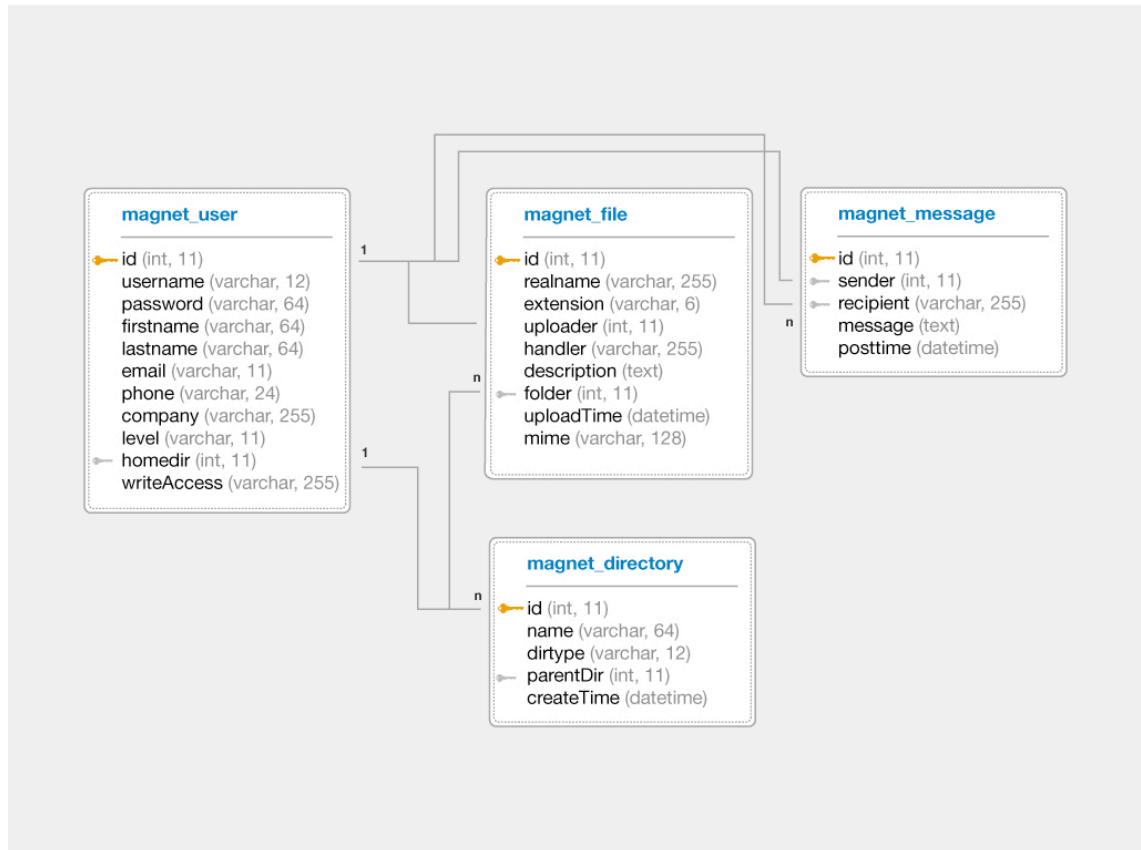 magnet_user
id (int, 11)
username (varchar, 12)
password (varchar, 64)
firstname (varchar, 64)
lastname (varchar, 64)
email (varchar, 11)
phone (varchar, 24)
company (varchar, 255)
level (varchar, 11)
homedir (int, 11)
writeAccess (varchar, 255)
1
1
magnet_file
id (int, 11)
realname (varchar, 255)
extension (varchar, 6)
uploader (int, 11)
handler (varchar, 255)
description (text)
folder (int, 11)
uploadTime (datetime)
mime (varchar, 128)
n
magnet_message
id (int, 11)
sender (int, 11)
recipient (varchar, 255)
message (text)
posttime (datetime)
n
magnet_directory
id (int, 11)
name (varchar, 64)
dirtype (varchar, 12)
parentDir (int, 11)
createTime (datetime)
n